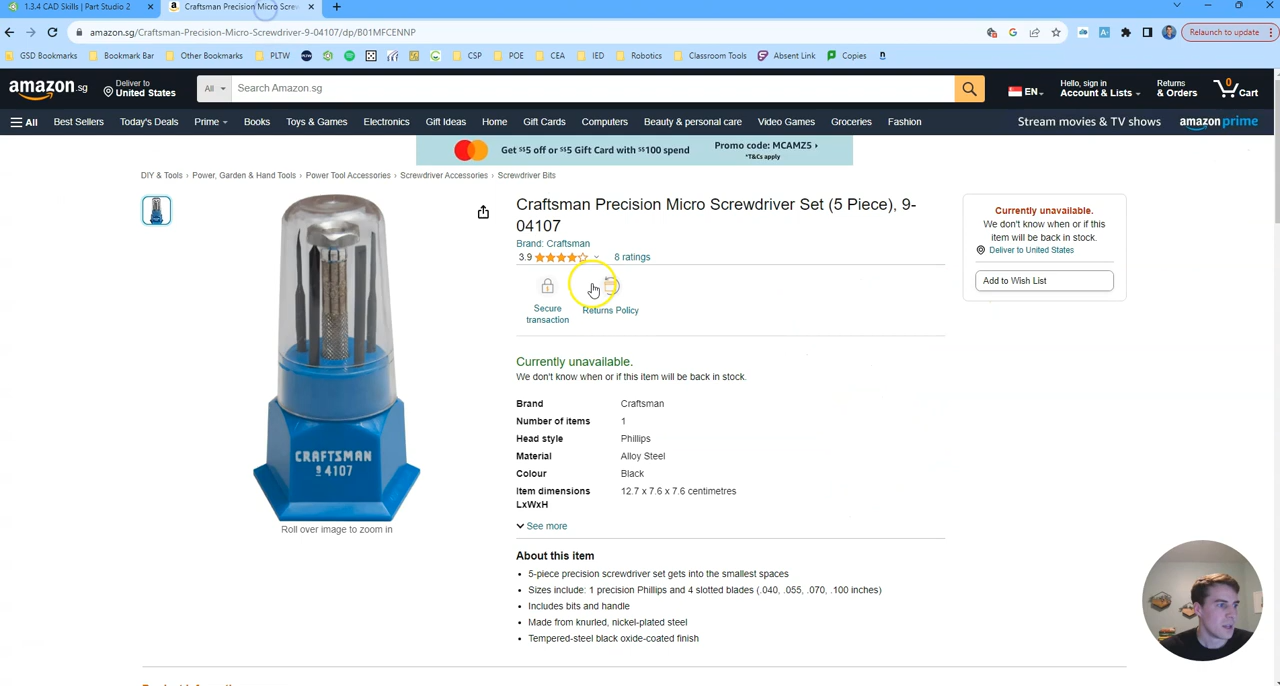 1.3.4 CAD Skills | Part Studio 2
Craftsman Precision Micro Screw
amazon.sg/Craftsman-Precision-Micro-Screwdriver-9-04107/dp/B01MFCENNP
Relaunch to update
GSD Bookmarks
Bookmark Bar
Other Bookmarks
PLTW
CSP
POE
CEA
IED
Robotics
Classroom Tools
Absent Link
Copies
amazon.sg
Deliver to
United States
All
Search Amazon.sg
EN
Hello, sign in
Account & Lists
Returns
& Orders
0
Cart
All
Best Sellers
Today's Deals
Prime
Books
Toys & Games
Electronics
Gift Ideas
Home
Gift Cards
Computers
Beauty & personal care
Video Games
Groceries
Fashion
Stream movies & TV shows
amazon prime
Get S$5 off or S$5 Gift Card with S$100 spend
Promo code: MCAMZ5 ›
*T&Cs apply
DIY & Tools › Power, Garden & Hand Tools › Power Tool Accessories › Screwdriver Accessories › Screwdriver Bits
Craftsman Precision Micro Screwdriver Set (5 Piece), 9-
04107
Brand: Craftsman
3.9
8 ratings
Secure
transaction
Returns Policy
Currently unavailable.
We don't know when or if this item will be back in stock.
Brand Craftsman
Number of items 1
Head style Phillips
Material Alloy Steel
Colour Black
Item dimensions 12.7 x 7.6 x 7.6 centimetres
LxWxH
See more
About this item
• 5-piece precision screwdriver set gets into the smallest spaces
• Sizes include: 1 precision Phillips and 4 slotted blades (.040, .055, .070, .100 inches)
• Includes bits and handle
• Made from knurled, nickel-plated steel
• Tempered-steel black oxide-coated finish
CRAFTSMAN
9 4107
Roll over image to zoom in
Currently unavailable.
We don't know when or if this
item will be back in stock.
Deliver to United States
Add to Wish List